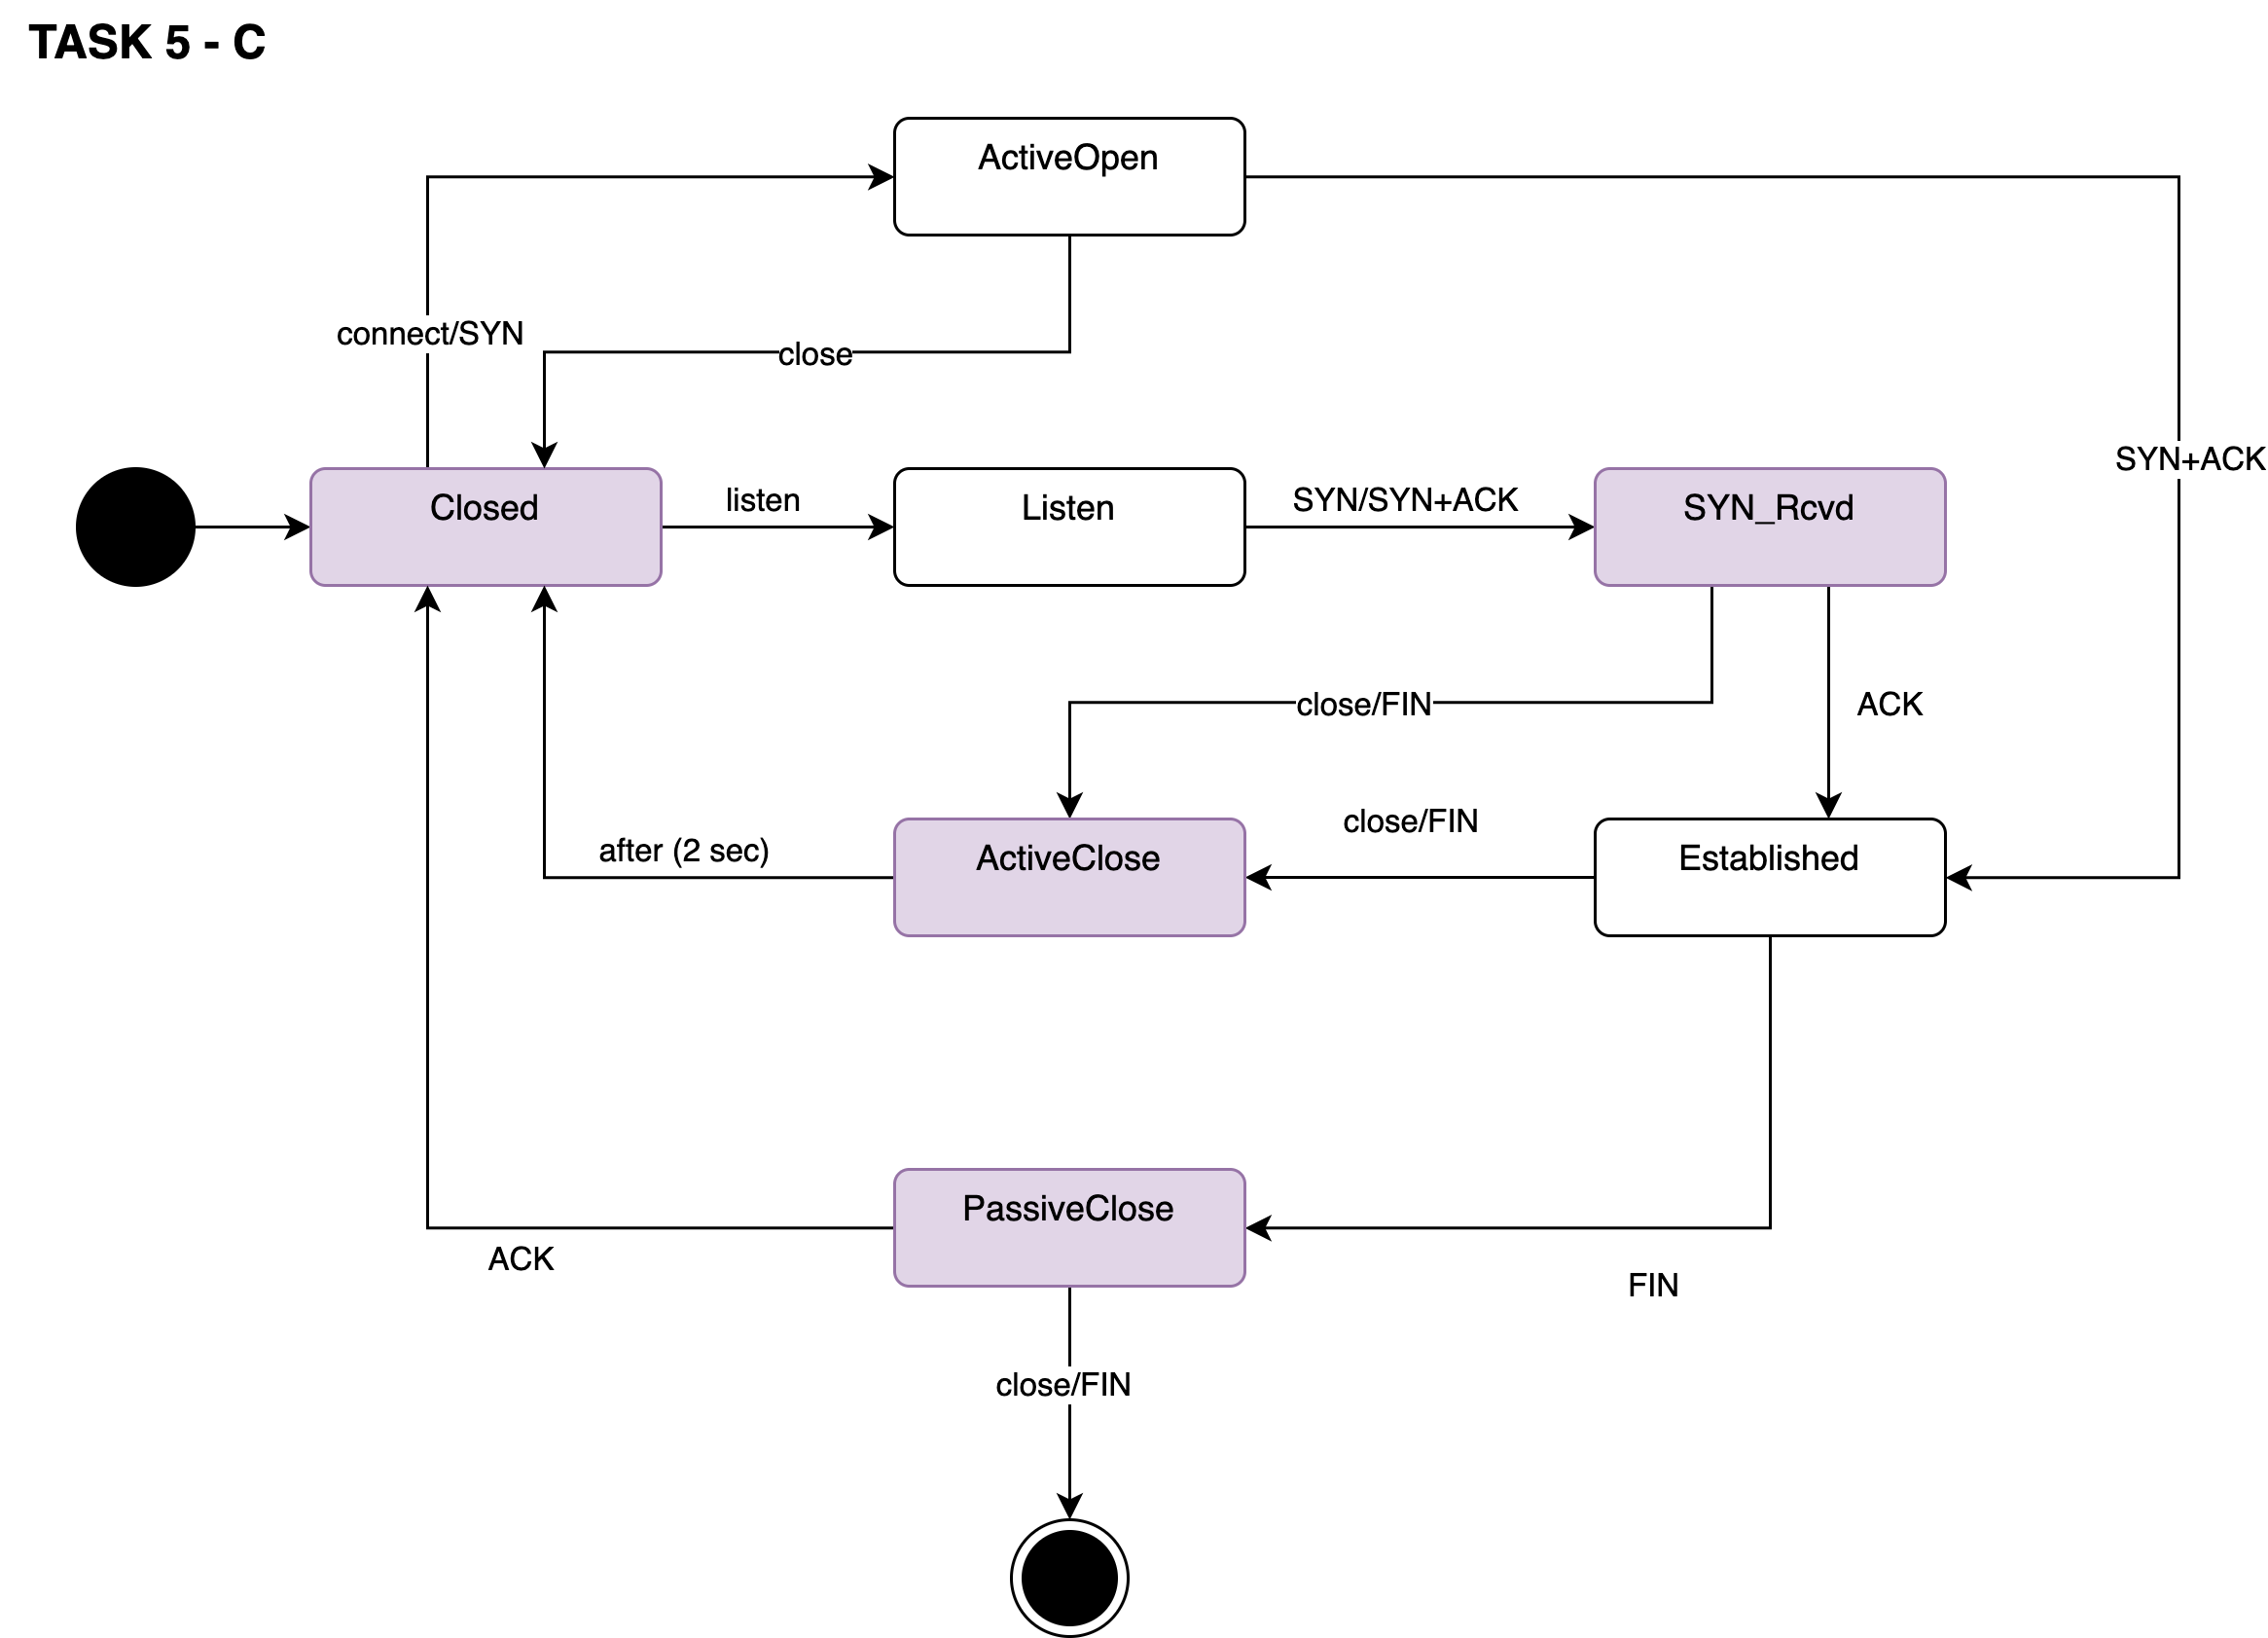 TASK 5 - C
ActiveOpen
connect/SYN
close
SYN+ACK
Closed
listen
Listen
SYN/SYN+ACK
SYN_Rcvd
close/FIN
ACK
after (2 sec)
ActiveClose
close/FIN
Established
PassiveClose
ACK
FIN
close/FIN